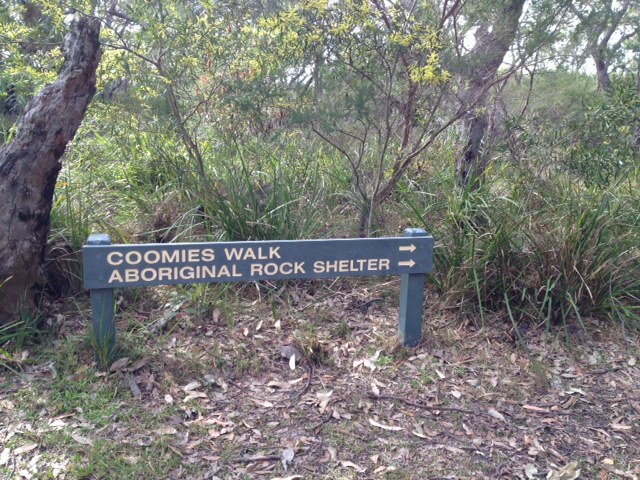 COOMIES WALK →
ABORIGINAL ROCK SHELTER →